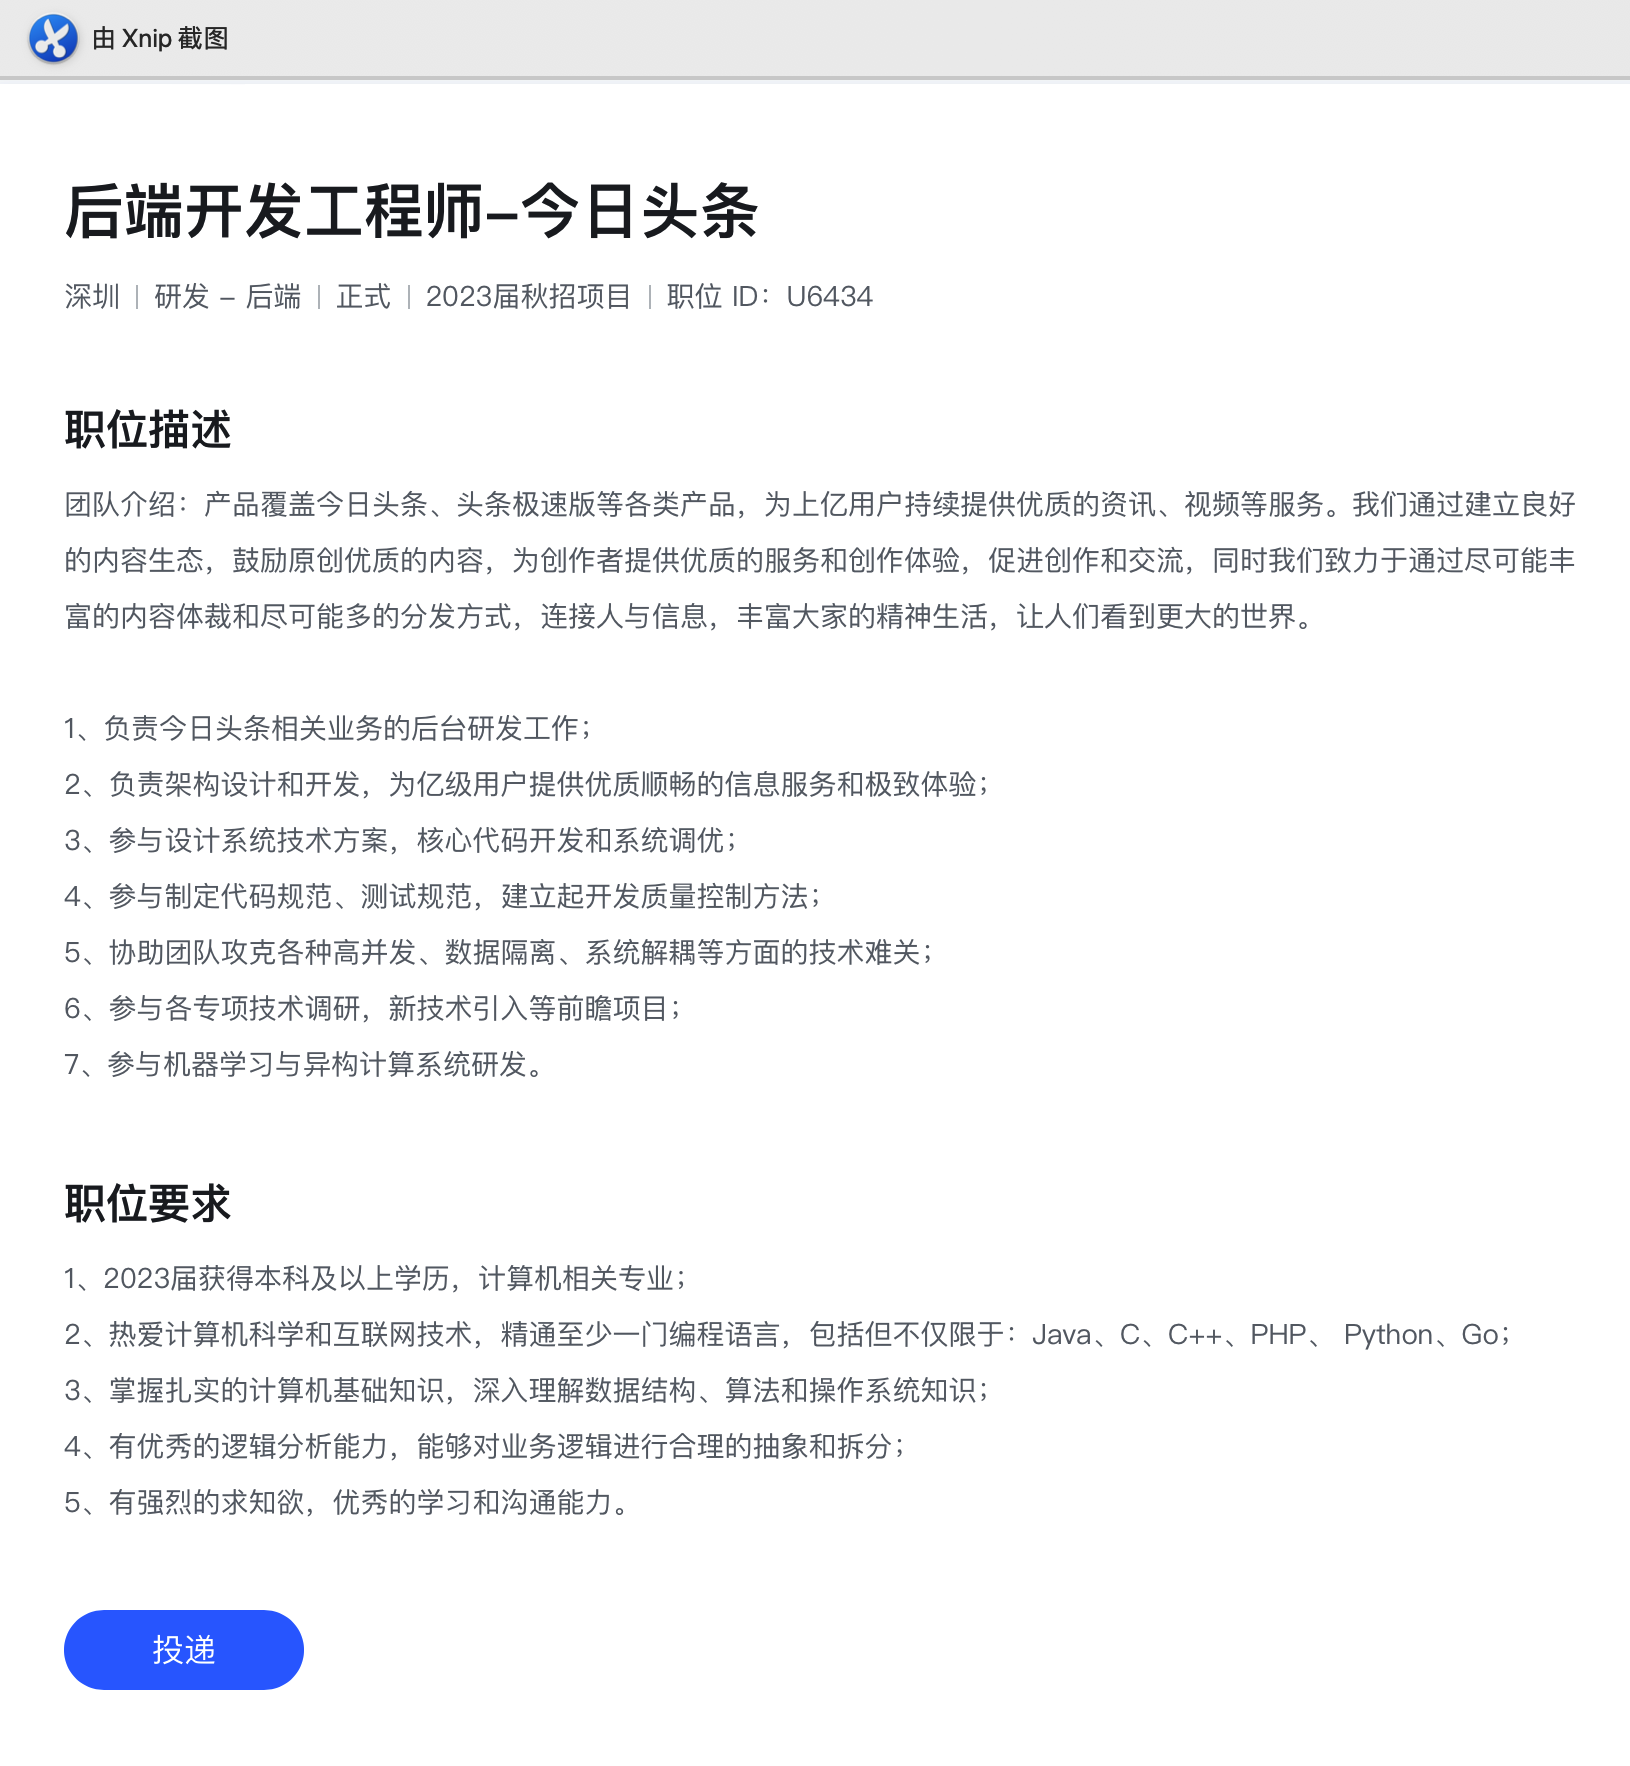 由 Xnip 截图
后端开发工程师-今日头条
深圳 | 研发 - 后端 | 正式 | 2023届秋招项目 | 职位 ID：U6434
职位描述
团队介绍：产品覆盖今日头条、头条极速版等各类产品，为上亿用户持续提供优质的资讯、视频等服务。我们通过建立良好
的内容生态，鼓励原创优质的内容，为创作者提供优质的服务和创作体验，促进创作和交流，同时我们致力于通过尽可能丰
富的内容体裁和尽可能多的分发方式，连接人与信息，丰富大家的精神生活，让人们看到更大的世界。
1、负责今日头条相关业务的后台研发工作；
2、负责架构设计和开发，为亿级用户提供优质顺畅的信息服务和极致体验；
3、参与设计系统技术方案，核心代码开发和系统调优；
4、参与制定代码规范、测试规范，建立起开发质量控制方法；
5、协助团队攻克各种高并发、数据隔离、系统解耦等方面的技术难关；
6、参与各专项技术调研，新技术引入等前瞻项目；
7、参与机器学习与异构计算系统研发。
职位要求
1、2023届获得本科及以上学历，计算机相关专业；
2、热爱计算机科学和互联网技术，精通至少一门编程语言，包括但不仅限于：Java、C、C++、PHP、 Python、Go；
3、掌握扎实的计算机基础知识，深入理解数据结构、算法和操作系统知识；
4、有优秀的逻辑分析能力，能够对业务逻辑进行合理的抽象和拆分；
5、有强烈的求知欲，优秀的学习和沟通能力。
投递